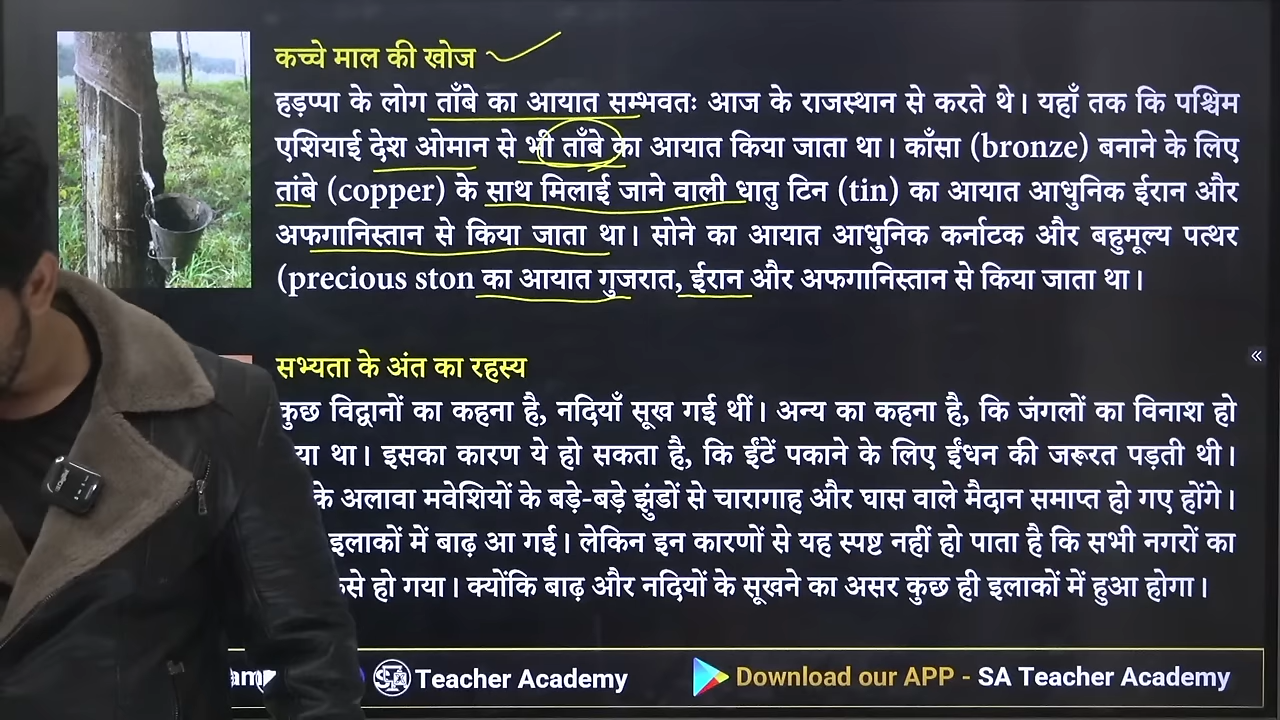 कच्चे माल की खोज
हड़प्पा के लोग ताँबे का आयात सम्भवतः आज के राजस्थान से करते थे। यहाँ तक कि पश्चिम
एशियाई देश ओमान से भी ताँबे का आयात किया जाता था। काँसा (bronze) बनाने के लिए
तांबे (copper) के साथ मिलाई जाने वाली धातु टिन (tin) का आयात आधुनिक ईरान और
अफगानिस्तान से किया जाता था। सोने का आयात आधुनिक कर्नाटक और बहुमूल्य पत्थर
(precious ston का आयात गुजरात, ईरान और अफगानिस्तान से किया जाता था।
सभ्यता के अंत का रहस्य
कुछ विद्वानों का कहना है, नदियाँ सूख गई थीं। अन्य का कहना है, कि जंगलों का विनाश हो
या था। इसका कारण ये हो सकता है, कि ईंटें पकाने के लिए ईंधन की जरूरत पड़ती थी।
के अलावा मवेशियों के बड़े-बड़े झुंडों से चारागाह और घास वाले मैदान समाप्त हो गए होंगे।
इलाकों में बाढ़ आ गई। लेकिन इन कारणों से यह स्पष्ट नहीं हो पाता है कि सभी नगरों का
से हो गया। क्योंकि बाढ़ और नदियों के सूखने का असर कुछ ही इलाकों में हुआ होगा।
Teacher Academy
Download our APP - SA Teacher Academy